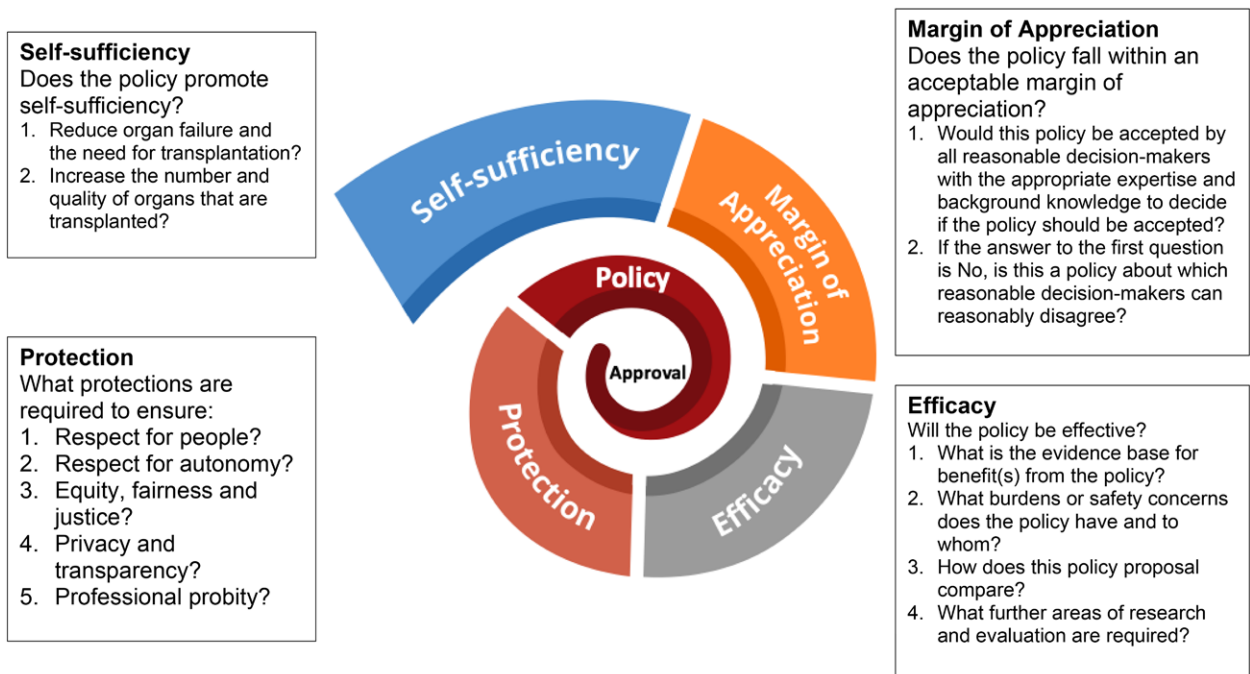 Self-sufficiency
Does the policy promote
self-sufficiency?
1. Reduce organ failure and
the need for transplantation?
2. Increase the number and
quality of organs that are
transplanted?
Protection
What protections are
required to ensure:
1. Respect for people?
2. Respect for autonomy?
3. Equity, fairness and
justice?
4. Privacy and
transparency?
5. Professional probity?
Self-sufficiency
Margin of
Appreciation
Efficacy
Protection
Policy
Approval
Margin of Appreciation
Does the policy fall within an
acceptable margin of
appreciation?
1. Would this policy be accepted by
all reasonable decision-makers
with the appropriate expertise and
background knowledge to decide
if the policy should be accepted?
2. If the answer to the first question
is No, is this a policy about which
reasonable decision-makers can
reasonably disagree?
Efficacy
Will the policy be effective?
1. What is the evidence base for
benefit(s) from the policy?
2. What burdens or safety concerns
does the policy have and to
whom?
3. How does this policy proposal
compare?
4. What further areas of research
and evaluation are required?